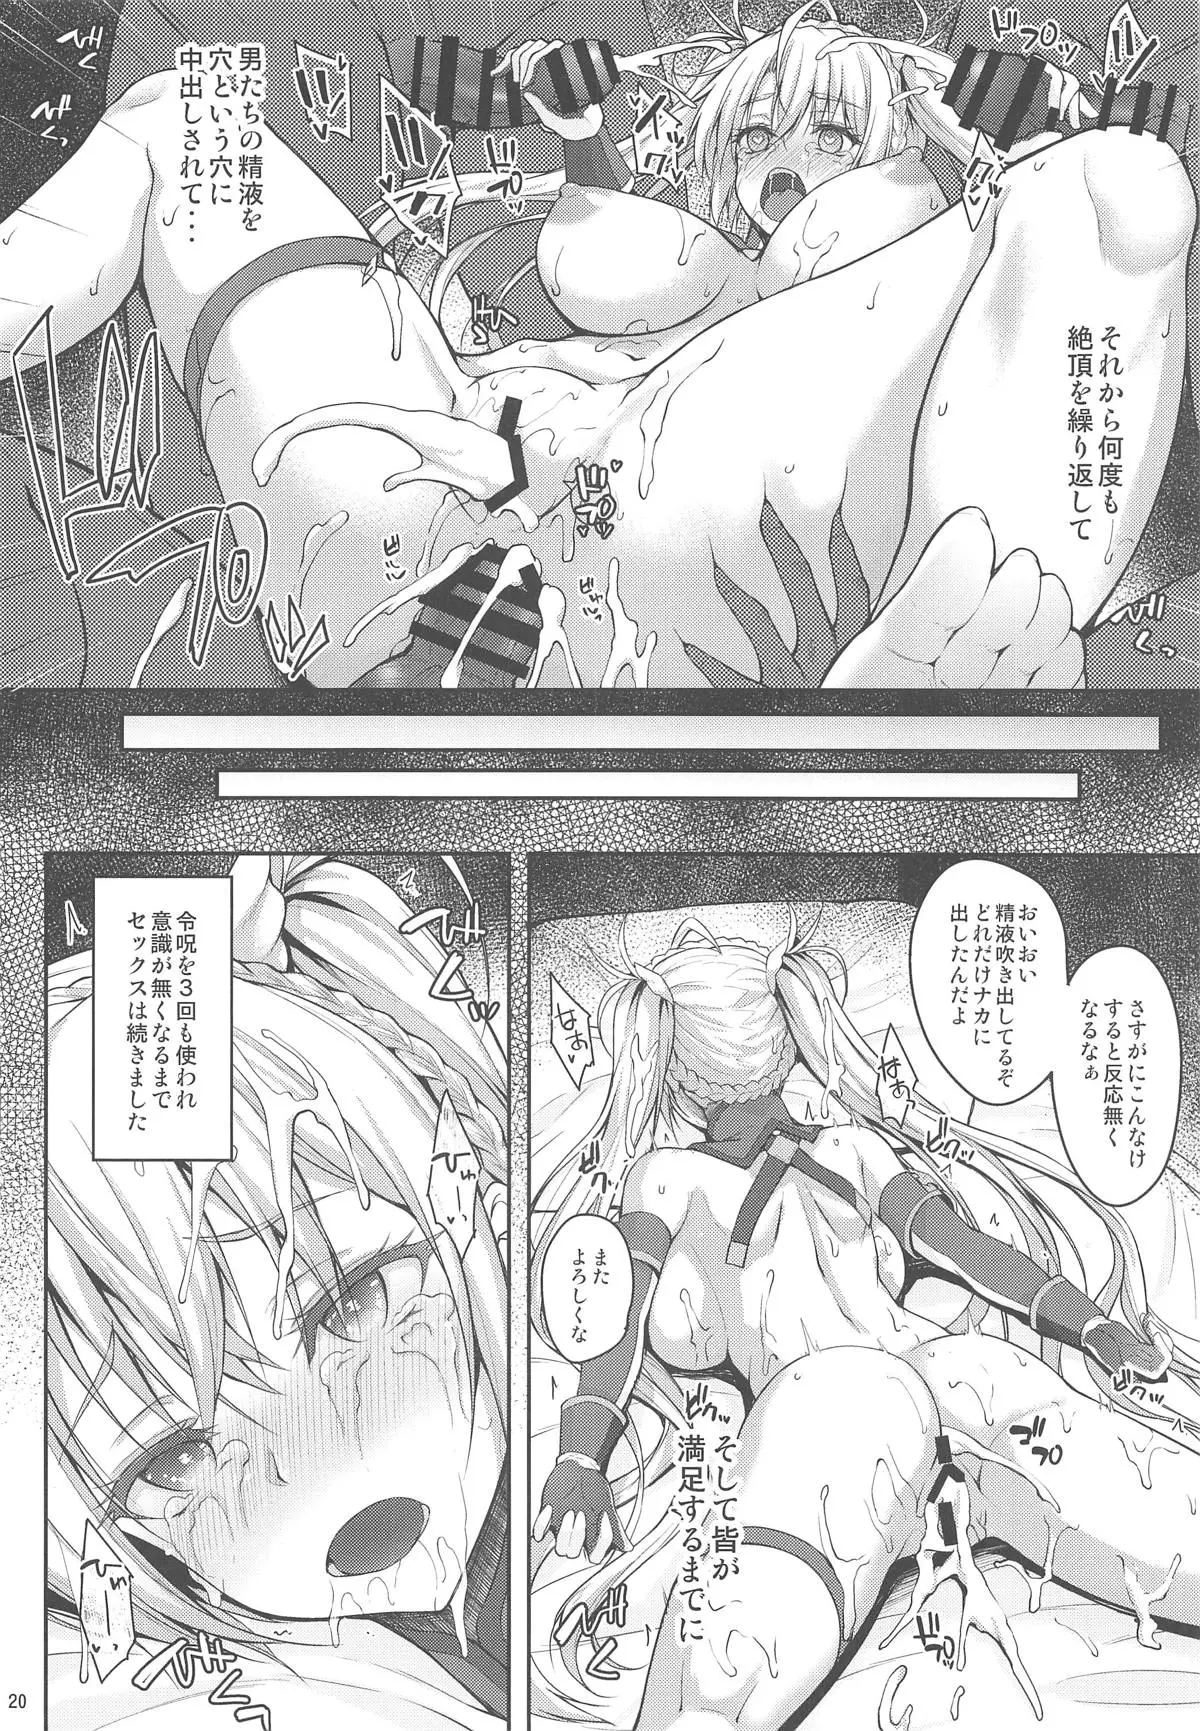 それから何度も
絶頂を繰り返して
男たちの精液を
穴という穴に
中出しされて・・・
さすがにこんなけ
すると反応無く
なるなぁ
おいおい
精液吹き出してるぞ
どれだけナカに
出したんだよ
また
よろしくな
そして皆が
満足するまでに
令呪を3回も使われ
意識が無くなるまで
セックスは続きました
20